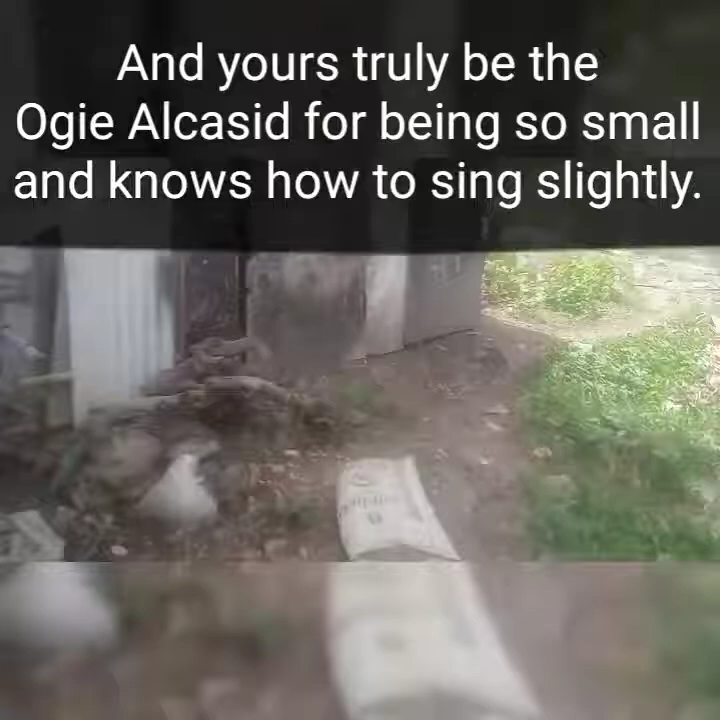 And yours truly be the
Ogie Alcasid for being so small
and knows how to sing slightly.